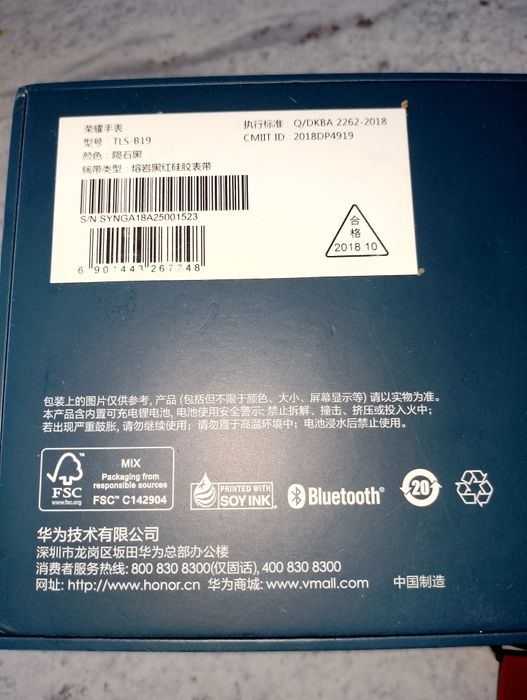 荣耀手表
型号：TLS-B19
颜色：陨石黑
腕带类型：熔岩黑红硅胶表带
执行标准：Q/DKBA 2262-2018
CMIIT ID：2018DP4919
S/N:SYNGA18A25001523
6 901443 267248
合
格
2018 10
包装上的图片仅供参考, 产品 (包括但不限于颜色、大小、屏幕显示等) 请以实物为准。
本产品含内置可充电锂电池, 电池使用安全警示: 禁止拆解、撞击、挤压或投入火中;
若出现严重鼓胀, 请勿继续使用; 请勿置于高温环境中; 电池浸水后禁止使用。
FSC
www.fsc.org
MIX
Packaging from
responsible sources
FSC™ C142904
PRINTED WITH
SOY INK
Bluetooth®
20
华为技术有限公司
深圳市龙岗区坂田华为总部办公楼
消费者服务热线: 800 830 8300(仅固话), 400 830 8300
网址: http://www.honor.cn 华为商城: www.vmall.com
中国制造